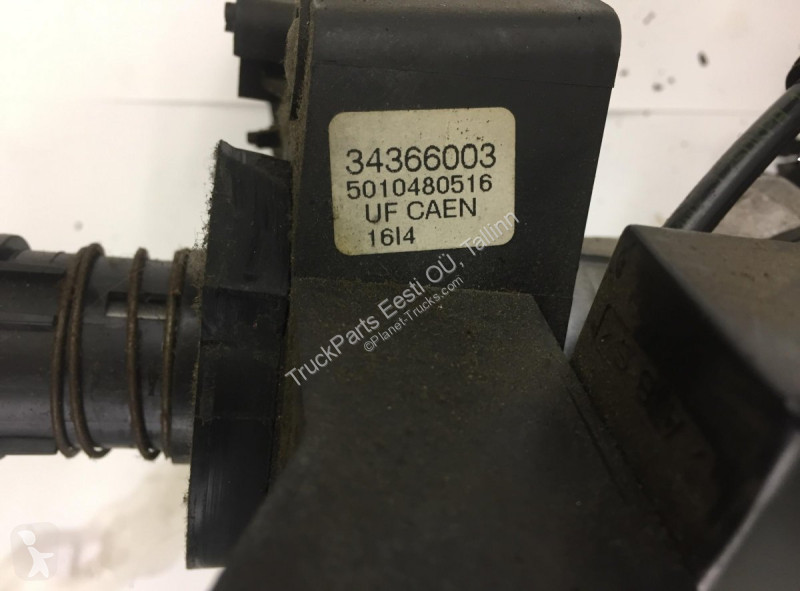 34366003
5010480516
UF CAEN
16I4
TruckParts Eesti OÜ, Tallinn
©Planet-Trucks.com